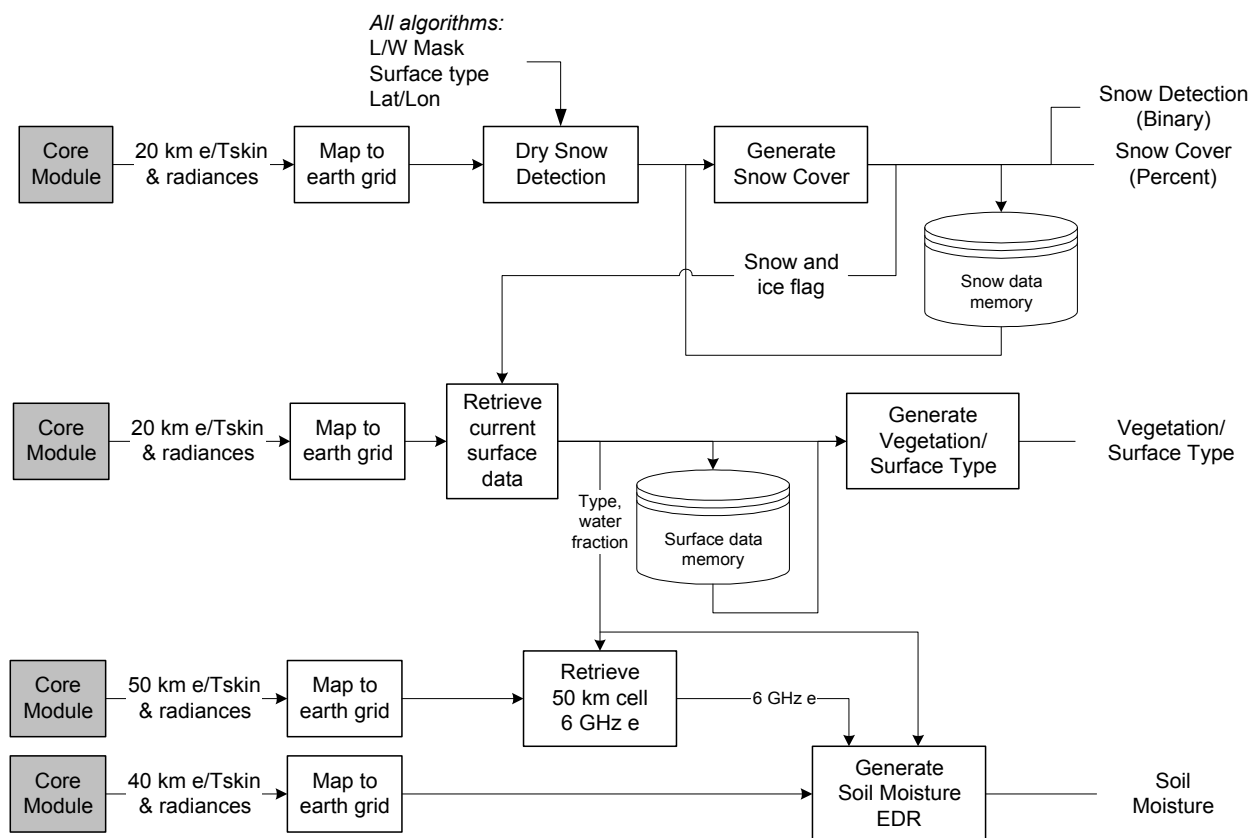 All algorithms:
L/W Mask
Surface type
Lat/Lon
Core
Module
20 km e/Tskin
& radiances
Map to
earth grid
Dry Snow
Detection
Generate
Snow Cover
Snow Detection
(Binary)
Snow Cover
(Percent)
Snow and
ice flag
Snow data
memory
Core
Module
20 km e/Tskin
& radiances
Map to
earth grid
Retrieve
current
surface
data
Generate
Vegetation/
Surface Type
Vegetation/
Surface Type
Type,
water
fraction
Surface data
memory
Core
Module
50 km e/Tskin
& radiances
Map to
earth grid
Retrieve
50 km cell
6 GHz e
6 GHz e
Core
Module
40 km e/Tskin
& radiances
Map to
earth grid
Generate
Soil Moisture
EDR
Soil
Moisture